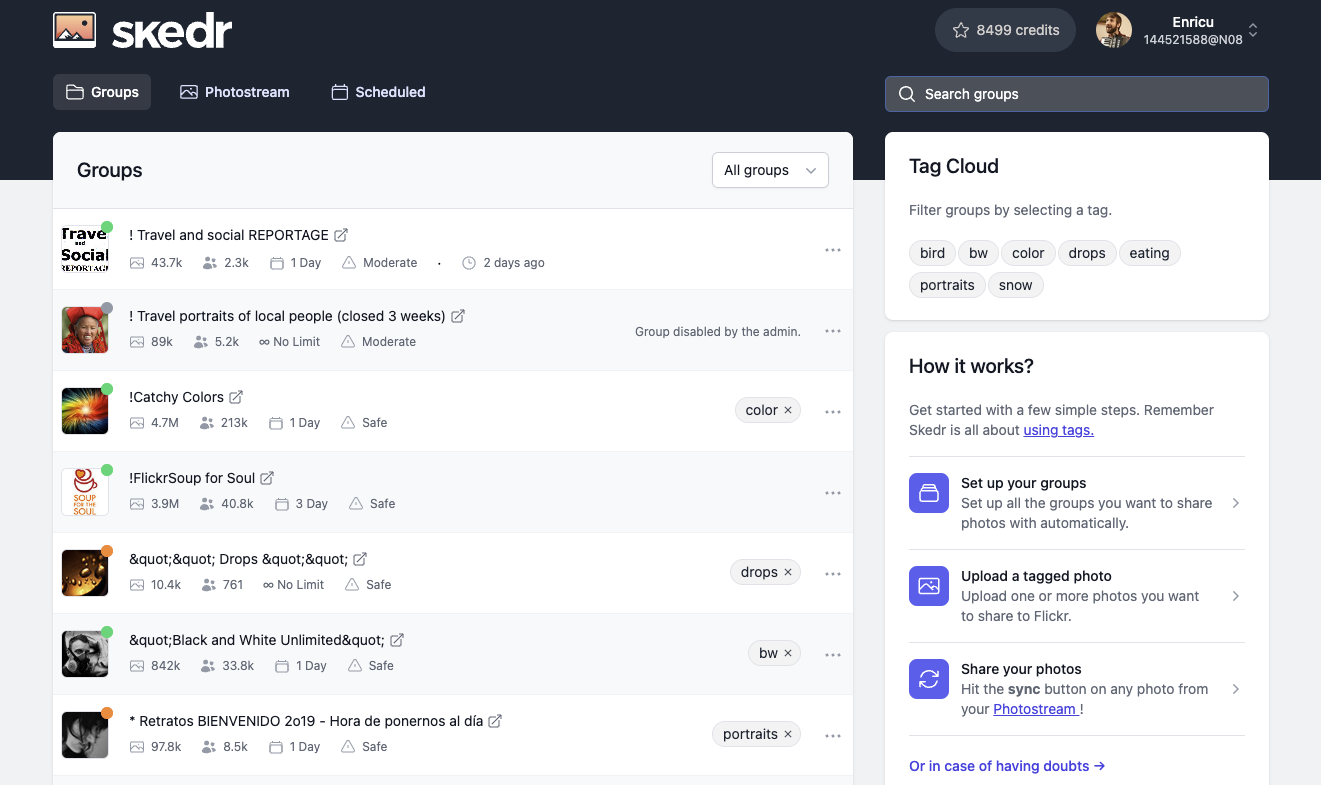 skedr
8499 credits
Enricu
144521588@N08
Groups
Photostream
Scheduled
Search groups
Groups
All groups
Travel
and
Social
REPORTAGE
! Travel and social REPORTAGE
43.7k 2.3k 1 Day Moderate · 2 days ago
! Travel portraits of local people (closed 3 weeks)
89k 5.2k ∞ No Limit Moderate
Group disabled by the admin.
!Catchy Colors
4.7M 213k 1 Day Safe
color ×
SOUP
FOR THE
SOUL
!FlickrSoup for Soul
3.9M 40.8k 3 Day Safe
&quot;&quot; Drops &quot;&quot;
10.4k 761 ∞ No Limit Safe
drops ×
&quot;Black and White Unlimited&quot;
842k 33.8k 1 Day Safe
bw ×
* Retratos BIENVENIDO 2o19 - Hora de ponernos al día
97.8k 8.5k 1 Day Safe
portraits ×
Tag Cloud
Filter groups by selecting a tag.
bird bw color drops eating
portraits snow
How it works?
Get started with a few simple steps. Remember
Skedr is all about using tags.
Set up your groups
Set up all the groups you want to share
photos with automatically.
Upload a tagged photo
Upload one or more photos you want
to share to Flickr.
Share your photos
Hit the sync button on any photo from
your Photostream !
Or in case of having doubts →